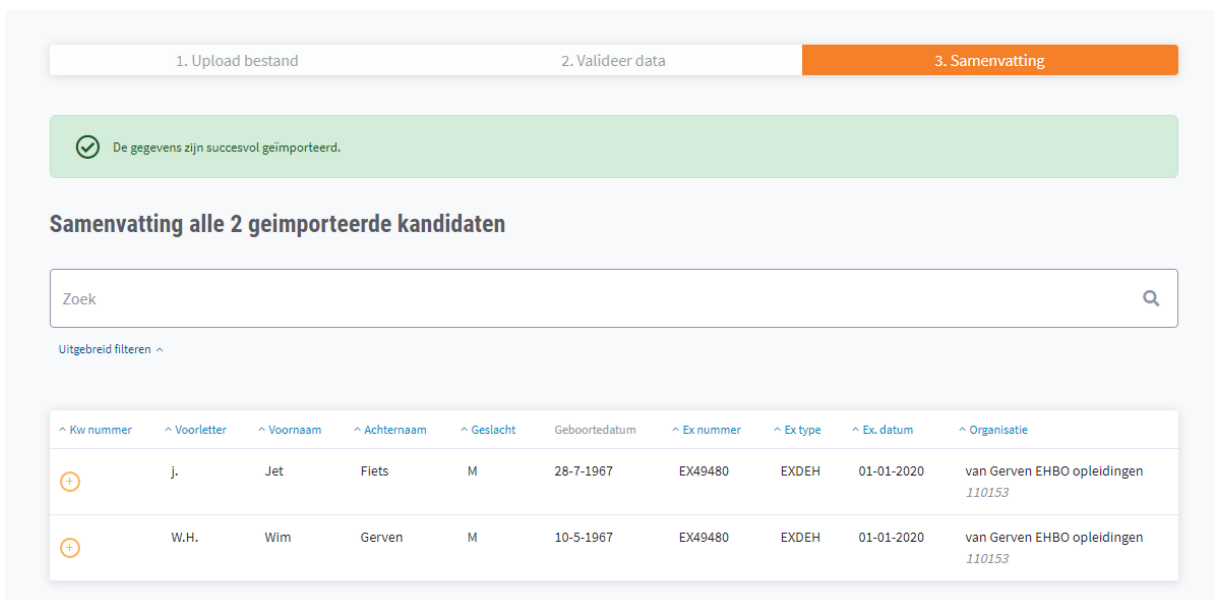 1. Upload bestand 2. Valideer data 3. Samenvatting
De gegevens zijn succesvol geïmporteerd.
Samenvatting alle 2 geimporteerde kandidaten
Zoek
Uitgebreid filteren ^
^ Kw nummer ^ Voorletter ^ Voornaam ^ Achternaam ^ Geslacht Geboortedatum ^ Ex nummer ^ Ex type ^ Ex. datum ^ Organisatie
j. Jet Fiets M 28-7-1967 EX49480 EXDEH 01-01-2020 van Gerven EHBO opleidingen
110153
W.H. Wim Gerven M 10-5-1967 EX49480 EXDEH 01-01-2020 van Gerven EHBO opleidingen
110153